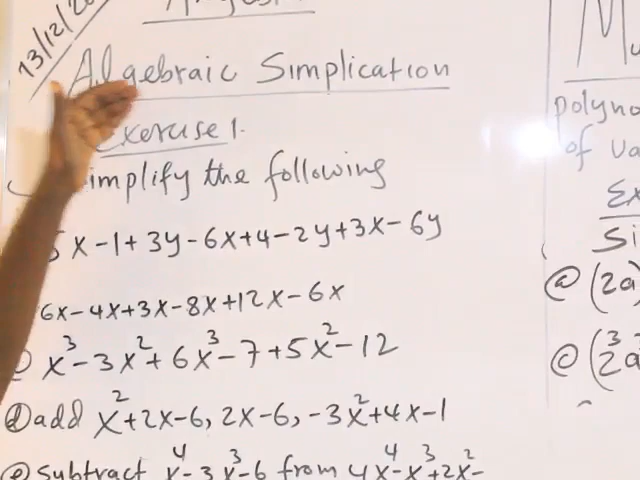 13/12/20
Algebraic Simplication
Exercise 1.
Simplify the following
5x-1+3y-6x+4-2y+3x-6y
6x-4x+3x-8x+12x-6x
x³-3x²+6x³-7+5x²-12
ⓓ add x²+2x-6, 2x-6, -3x²+4x-1
ⓔ subtract x⁴-3x³-6 from 4x⁴-x³+2x²-
polyno
of va
Ex
Si
ⓐ (2a
ⓒ (³2a